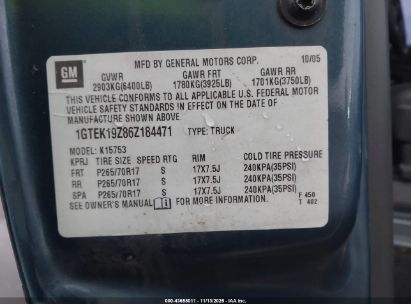 GM
MFD BY GENERAL MOTORS CORP. 10/05
GVWR GAWR FRT GAWR RR
2903KG(6400LB) 1780KG(3925LB) 1701KG(3750LB)
THIS VEHICLE CONFORMS TO ALL APPLICABLE U.S. FEDERAL MOTOR
VEHICLE SAFETY STANDARDS IN EFFECT ON THE DATE OF
MANUFACTURE SHOWN ABOVE.
1GTEK19Z86Z184471 TYPE: TRUCK
MODEL: K15753
KPRJ TIRE SIZE SPEED RTG RIM COLD TIRE PRESSURE
FRT P265/70R17 S 17X7.5J 240KPA(35PSI)
RR P265/70R17 S 17X7.5J 240KPA(35PSI)
SPA P265/70R17 S 17X7.5J 240KPA(35PSI)
SEE OWNER'S MANUAL FOR MORE INFORMATION. F 450
T 402
000-43656011 - 11/13/2025 - iaai.com